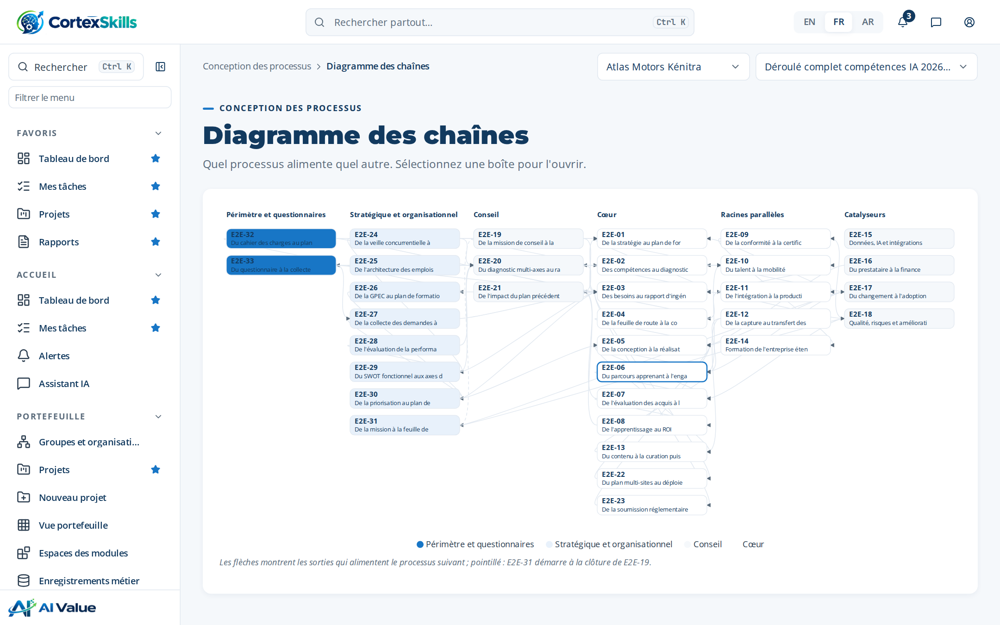 CortexSkills
Rechercher partout...
Ctrl K
EN FR AR
3
Rechercher
Ctrl K
Filtrer le menu
FAVORIS
Tableau de bord
Mes tâches
Projets
Rapports
ACCUEIL
Tableau de bord
Mes tâches
Alertes
Assistant IA
PORTEFEUILLE
Groupes et organisati...
Projets
Nouveau projet
Vue portefeuille
Espaces des modules
Enregistrements métier
AI Value
Conception des processus > Diagramme des chaînes
Atlas Motors Kénitra
Déroulé complet compétences IA 2026...
CONCEPTION DES PROCESSUS
Diagramme des chaînes
Quel processus alimente quel autre. Sélectionnez une boîte pour l'ouvrir.
Périmètre et questionnaires
E2E-32
Du cahier des charges au plan
E2E-33
Du questionnaire à la collecte
Stratégique et organisationnel
E2E-24
De la veille concurrentielle à
E2E-25
De l'architecture des emplois
E2E-26
De la GPEC au plan de formatio
E2E-27
De la collecte des demandes à
E2E-28
De l'évaluation de la performa
E2E-29
Du SWOT fonctionnel aux axes d
E2E-30
De la priorisation au plan de
E2E-31
De la mission à la feuille de
Conseil
E2E-19
De la mission de conseil à la
E2E-20
Du diagnostic multi-axes au ra
E2E-21
De l'impact du plan précédent
Cœur
E2E-01
De la stratégie au plan de for
E2E-02
Des compétences au diagnostic
E2E-03
Des besoins au rapport d'ingén
E2E-04
De la feuille de route à la co
E2E-05
De la conception à la réalisat
E2E-06
Du parcours apprenant à l'enga
E2E-07
De l'évaluation des acquis à l
E2E-08
De l'apprentissage au ROI
E2E-13
Du contenu à la curation puis
E2E-22
Du plan multi-sites au déploie
E2E-23
De la soumission réglementaire
Racines parallèles
E2E-09
De la conformité à la certific
E2E-10
Du talent à la mobilité
E2E-11
De l'intégration à la producti
E2E-12
De la capture au transfert des
E2E-14
Formation de l'entreprise éten
Catalyseurs
E2E-15
Données, IA et intégrations
E2E-16
Du prestataire à la finance
E2E-17
Du changement à l'adoption
E2E-18
Qualité, risques et améliorati
Périmètre et questionnaires Stratégique et organisationnel Conseil Cœur
Les flèches montrent les sorties qui alimentent le processus suivant ; pointillé : E2E-31 démarre à la clôture de E2E-19.